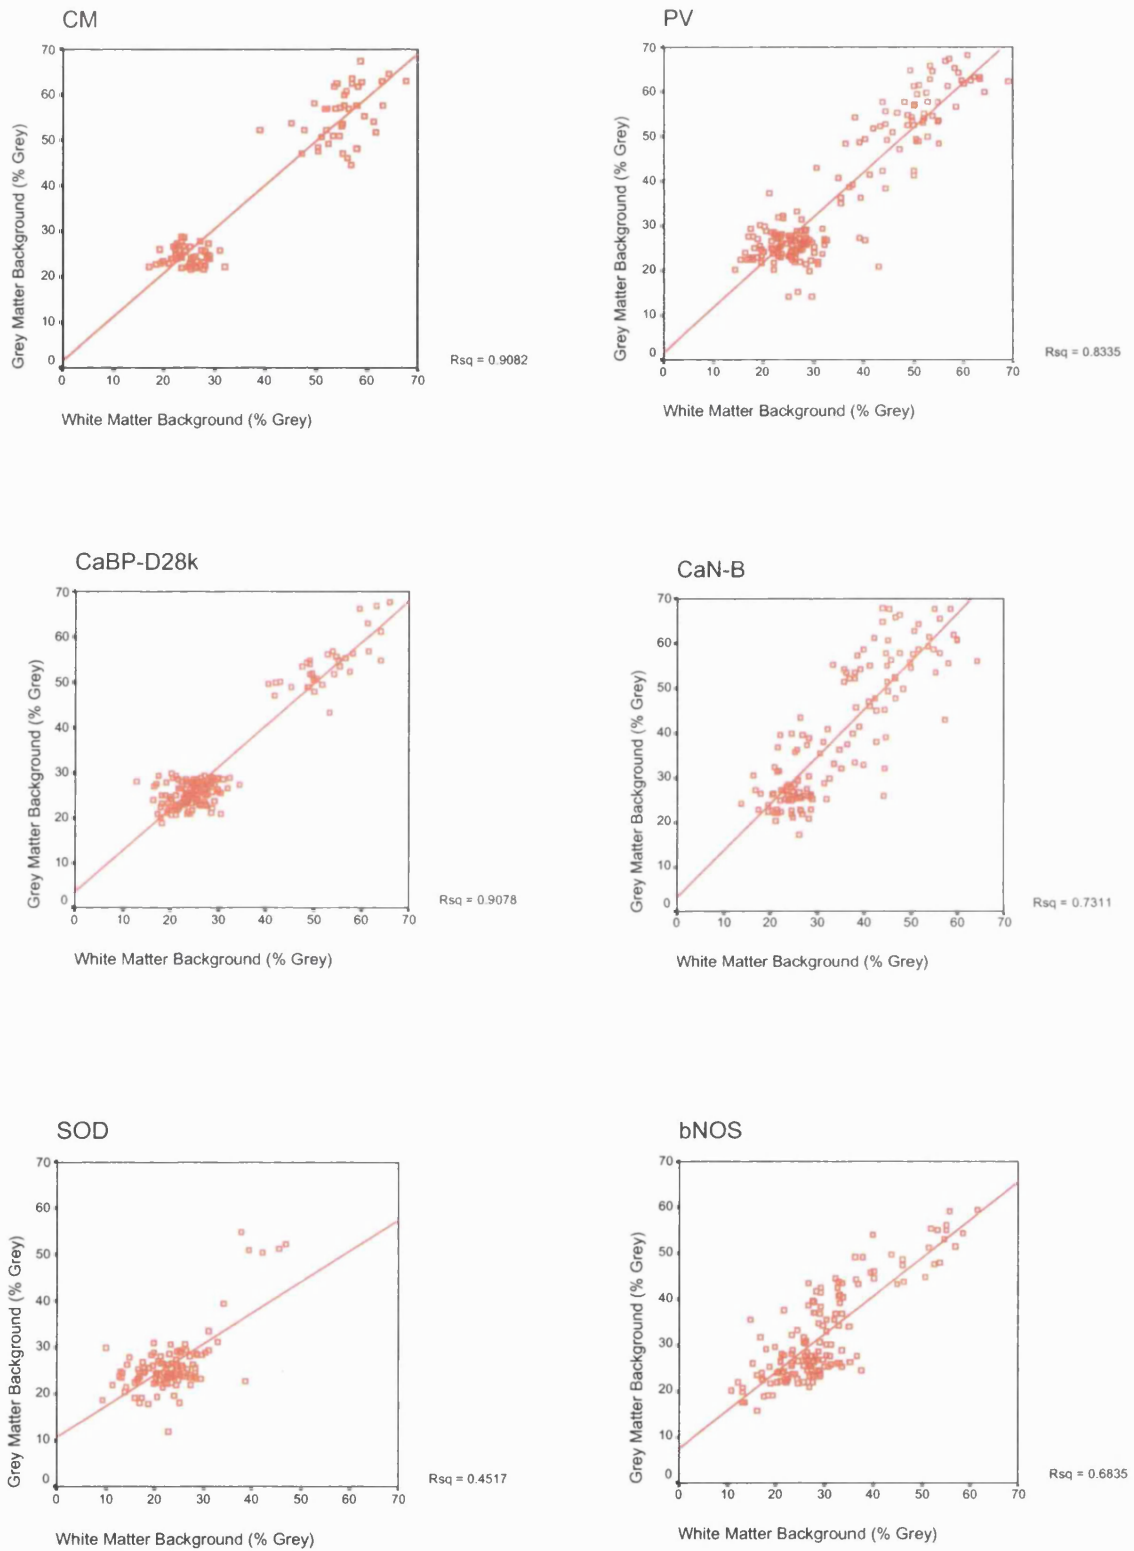 CM
70
60
50
40
30
20
10
0
Grey Matter Background (% Grey)
0 10 20 30 40 50 60 70
White Matter Background (% Grey)
Rsq = 0.9082
PV
70
60
50
40
30
20
10
0
Grey Matter Background (% Grey)
0 10 20 30 40 50 60 70
White Matter Background (% Grey)
Rsq = 0.8335
CaBP-D28k
70
60
50
40
30
20
10
0
Grey Matter Background (% Grey)
0 10 20 30 40 50 60 70
White Matter Background (% Grey)
Rsq = 0.9078
CaN-B
70
60
50
40
30
20
10
0
Grey Matter Background (% Grey)
0 10 20 30 40 50 60 70
White Matter Background (% Grey)
Rsq = 0.7311
SOD
70
60
50
40
30
20
10
0
Grey Matter Background (% Grey)
0 10 20 30 40 50 60 70
White Matter Background (% Grey)
Rsq = 0.4517
bNOS
70
60
50
40
30
20
10
0
Grey Matter Background (% Grey)
0 10 20 30 40 50 60 70
White Matter Background (% Grey)
Rsq = 0.6835